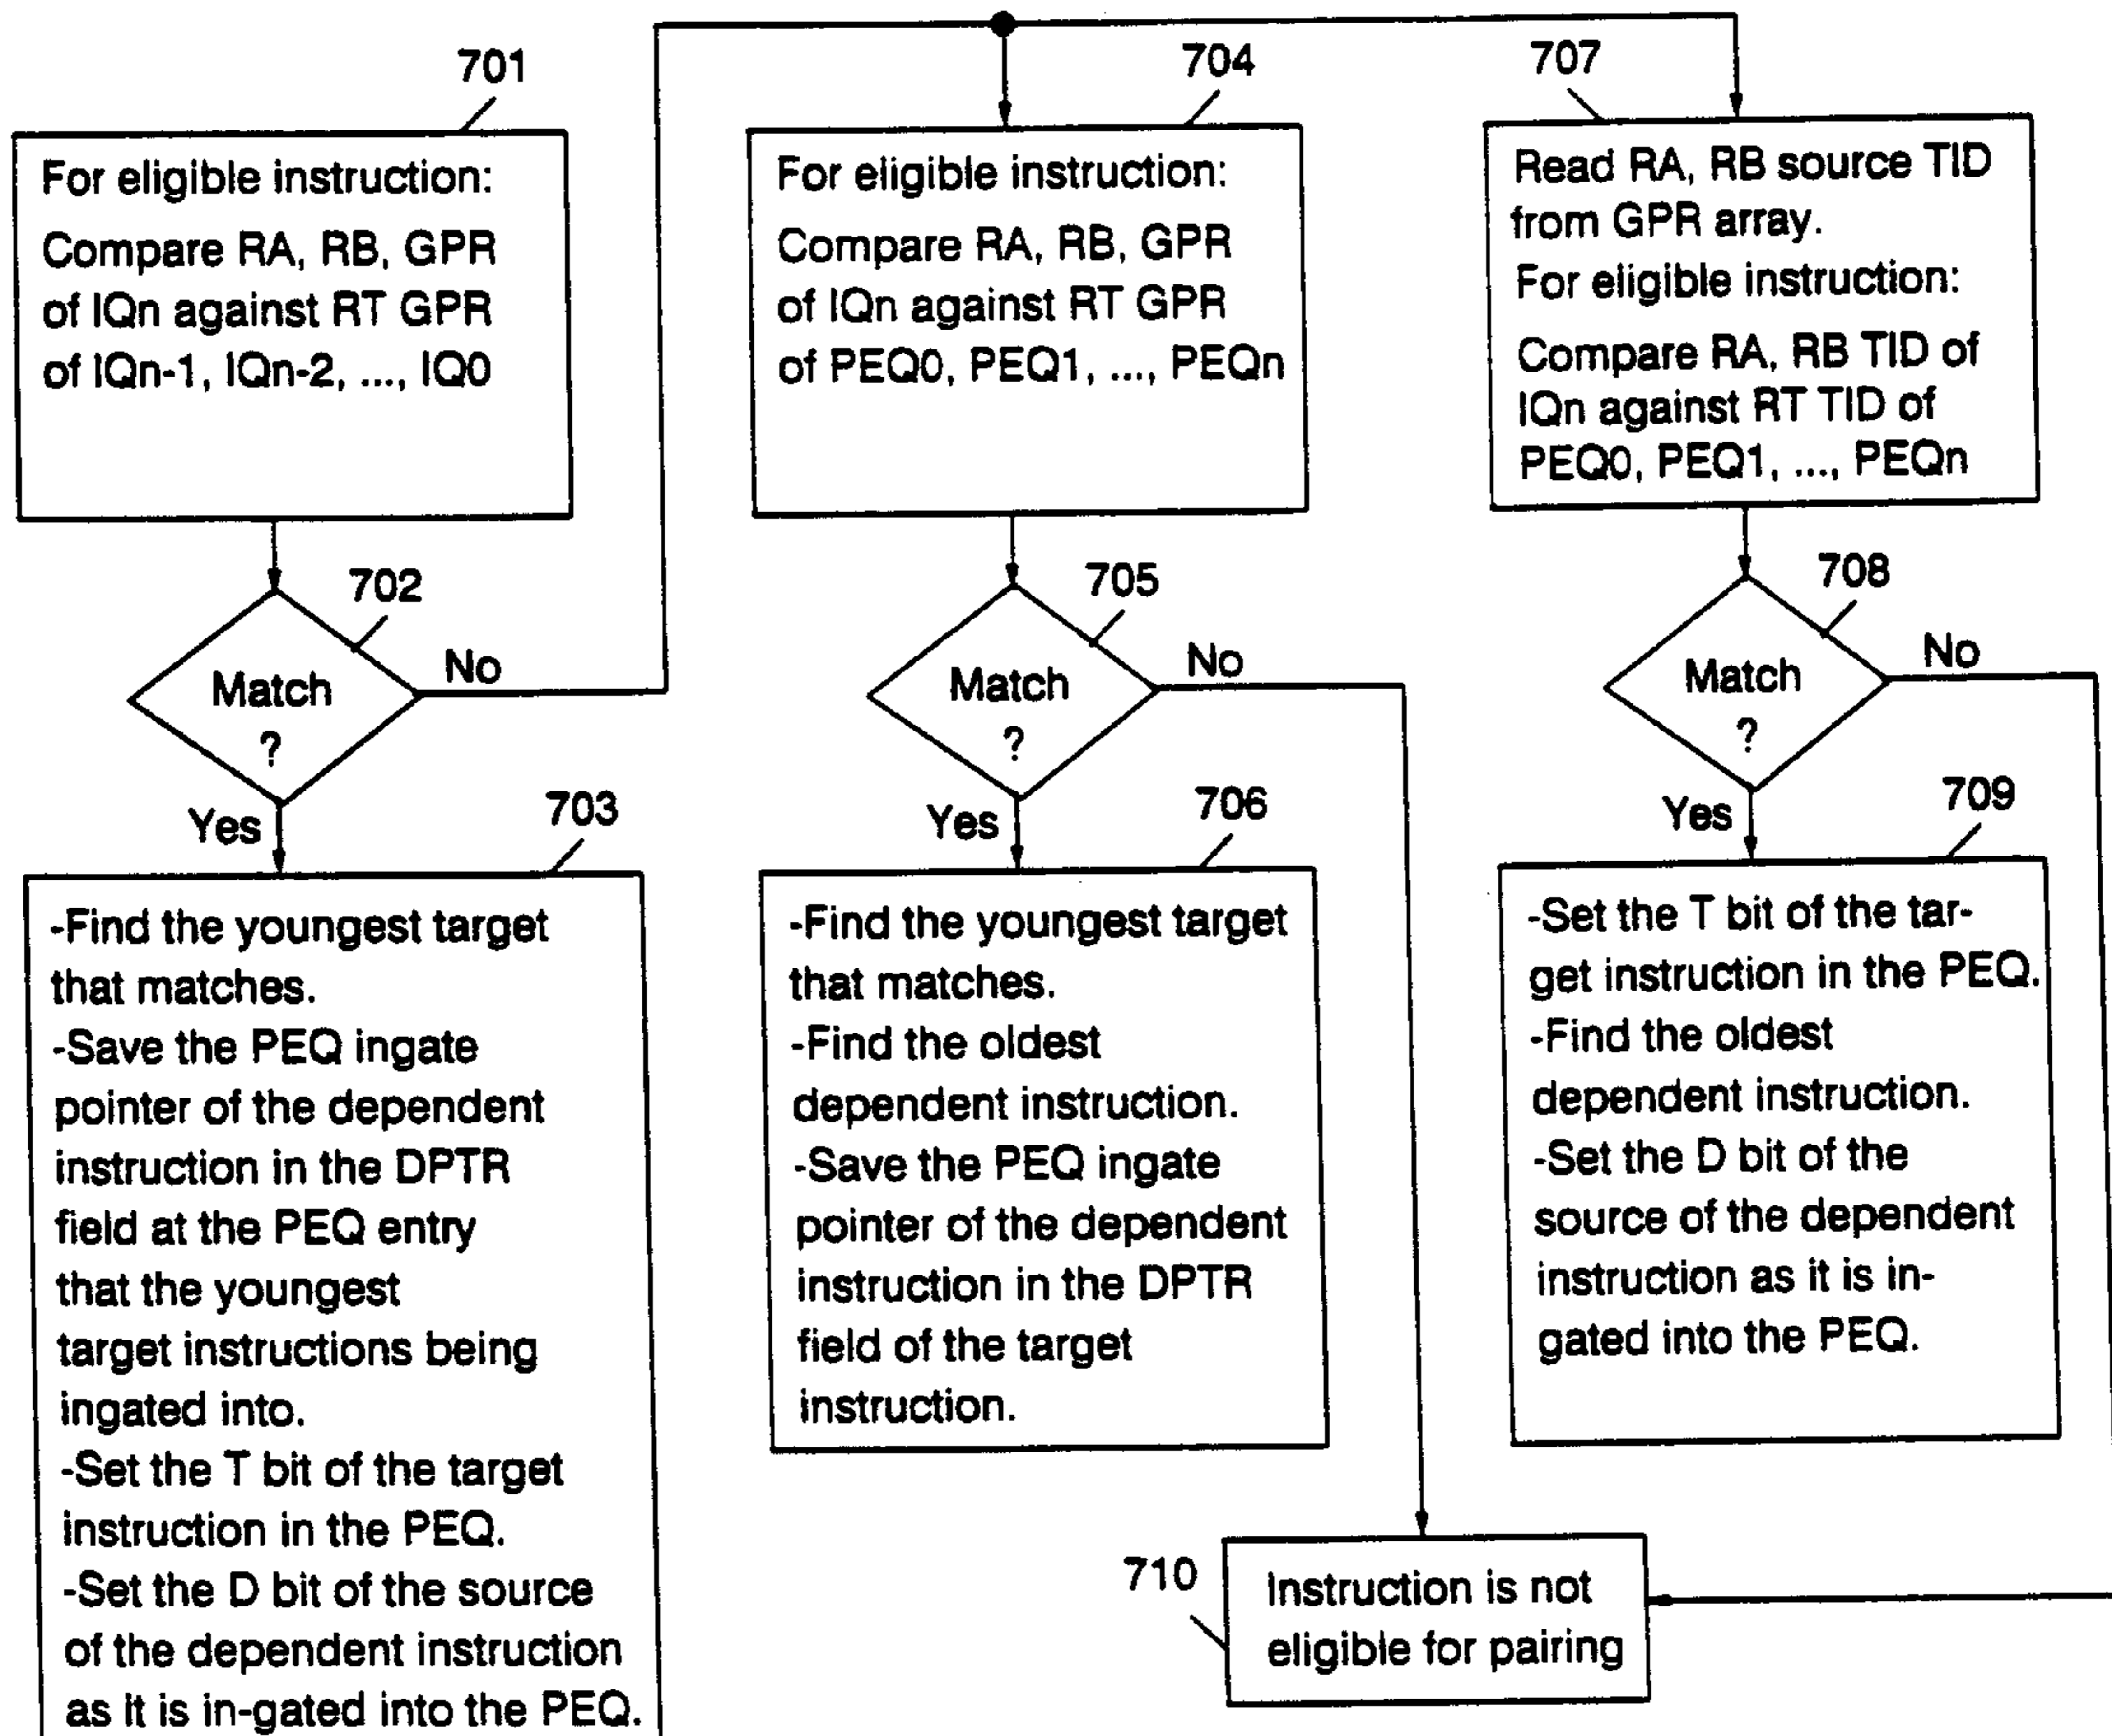 701
For eligible instruction:
Compare RA, RB, GPR
of IQn against RT GPR
of IQn-1, IQn-2, ..., IQ0
702
Match
?
No
Yes
703
-Find the youngest target
that matches.
-Save the PEQ ingate
pointer of the dependent
instruction in the DPTR
field at the PEQ entry
that the youngest
target instructions being
ingated into.
-Set the T bit of the target
instruction in the PEQ.
-Set the D bit of the source
of the dependent instruction
as it is in-gated into the PEQ.
704
For eligible instruction:
Compare RA, RB, GPR
of IQn against RT GPR
of PEQ0, PEQ1, ..., PEQn
705
Match
?
No
Yes
706
-Find the youngest target
that matches.
-Find the oldest
dependent instruction.
-Save the PEQ ingate
pointer of the dependent
instruction in the DPTR
field of the target
instruction.
707
Read RA, RB source TID
from GPR array.
For eligible instruction:
Compare RA, RB TID of
IQn against RT TID of
PEQ0, PEQ1, ..., PEQn
708
Match
?
No
Yes
709
-Set the T bit of the tar-
get instruction in the PEQ.
-Find the oldest
dependent instruction.
-Set the D bit of the
source of the dependent
instruction as it is in-
gated into the PEQ.
710
Instruction is not
eligible for pairing